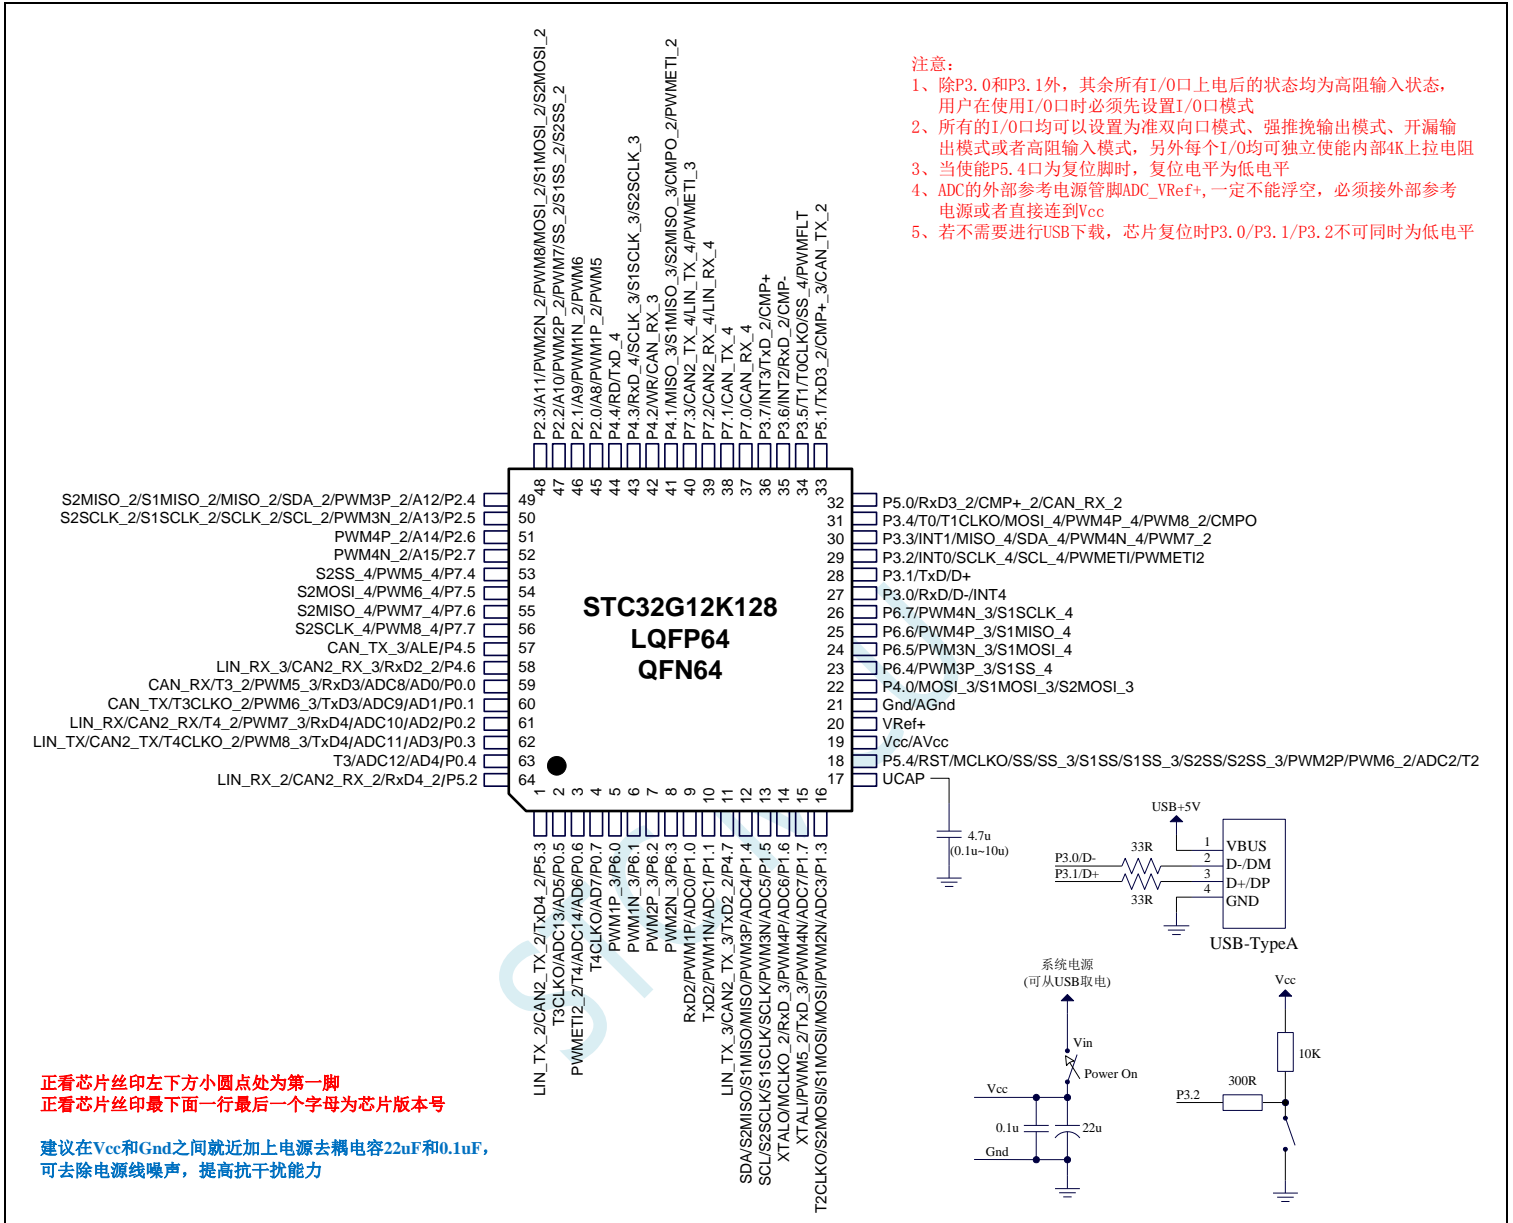 注意:
1、除P3.0和P3.1外，其余所有I/O口上电后的状态均为高阻输入状态，
用户在使用I/O口时必须先设置I/O口模式
2、所有的I/O口均可以设置为准双向口模式、强推挽输出模式、开漏输
出模式或者高阻输入模式，另外每个I/O均可独立使能内部4K上拉电阻
3、当使能P5.4口为复位脚时，复位电平为低电平
4、ADC的外部参考电源管脚ADC_VRef+,一定不能浮空，必须接外部参考
电源或者直接连到Vcc
5、若不需要进行USB下载，芯片复位时P3.0/P3.1/P3.2不可同时为低电平
P2.3/A11/PWM2N_2/PWM8/MOSI_2/S1MOSI_2/S2MOSI_2
P2.2/A10/PWM2P_2/PWM7/SS_2/S1SS_2/S2SS_2
P2.1/A9/PWM1N_2/PWM6
P2.0/A8/PWM1P_2/PWM5
P4.4/RD/TxD_4
P4.3/RxD_4/SCLK_3/S1SCLK_3/S2SCLK_3
P4.2/WR/CAN_RX_3
P4.1/MISO_3/S1MISO_3/S2MISO_3/CMPO_2/PWMETI_2
P7.3/CAN2_TX_4/LIN_TX_4/PWMETI_3
P7.2/CAN2_RX_4/LIN_RX_4
P7.1/CAN_TX_4
P7.0/CAN_RX_4
P3.7/INT3/TxD_2/CMP+
P3.6/INT2/RxD_2/CMP-
P3.5/T1/T0CLKO/SS_4/PWMFLT
P5.1/TxD3_2/CMP+_3/CAN_TX_2
48
47
46
45
44
43
42
41
40
39
38
37
36
35
34
33
S2MISO_2/S1MISO_2/MISO_2/SDA_2/PWM3P_2/A12/P2.4 49
S2SCLK_2/S1SCLK_2/SCLK_2/SCL_2/PWM3N_2/A13/P2.5 50
PWM4P_2/A14/P2.6 51
PWM4N_2/A15/P2.7 52
S2SS_4/PWM5_4/P7.4 53
S2MOSI_4/PWM6_4/P7.5 54
S2MISO_4/PWM7_4/P7.6 55
S2SCLK_4/PWM8_4/P7.7 56
CAN_TX_3/ALE/P4.5 57
LIN_RX_3/CAN2_RX_3/RxD2_2/P4.6 58
CAN_RX/T3_2/PWM5_3/RxD3/ADC8/AD0/P0.0 59
CAN_TX/T3CLKO_2/PWM6_3/TxD3/ADC9/AD1/P0.1 60
LIN_RX/CAN2_RX/T4_2/PWM7_3/RxD4/ADC10/AD2/P0.2 61
LIN_TX/CAN2_TX/T4CLKO_2/PWM8_3/TxD4/ADC11/AD3/P0.3 62
T3/ADC12/AD4/P0.4 63
LIN_RX_2/CAN2_RX_2/RxD4_2/P5.2 64
STC32G12K128
LQFP64
QFN64
32 P5.0/RxD3_2/CMP+_2/CAN_RX_2
31 P3.4/T0/T1CLKO/MOSI_4/PWM4P_4/PWM8_2/CMPO
30 P3.3/INT1/MISO_4/SDA_4/PWM4N_4/PWM7_2
29 P3.2/INT0/SCLK_4/SCL_4/PWMETI/PWMETI2
28 P3.1/TxD/D+
27 P3.0/RxD/D-/INT4
26 P6.7/PWM4N_3/S1SCLK_4
25 P6.6/PWM4P_3/S1MISO_4
24 P6.5/PWM3N_3/S1MOSI_4
23 P6.4/PWM3P_3/S1SS_4
22 P4.0/MOSI_3/S1MOSI_3/S2MOSI_3
21 Gnd/AGnd
20 VRef+
19 Vcc/AVcc
18 P5.4/RST/MCLKO/SS/SS_3/S1SS/S1SS_3/S2SS/S2SS_3/PWM2P/PWM6_2/ADC2/T2
17 UCAP
1
2
3
4
5
6
7
8
9
10
11
12
13
14
15
16
LIN_TX_2/CAN2_TX_2/TxD4_2/P5.3
T3CLKO/ADC13/AD5/P0.5
PWMETI2_2/T4/ADC14/AD6/P0.6
T4CLKO/AD7/P0.7
PWM1P_3/P6.0
PWM1N_3/P6.1
PWM2P_3/P6.2
PWM2N_3/P6.3
RxD2/PWM1P/ADC0/P1.0
TxD2/PWM1N/ADC1/P1.1
LIN_TX_3/CAN2_TX_3/TxD2_2/P4.7
SDA/S2MISO/S1MISO/MISO/PWM3P/ADC4/P1.4
SCL/S2SCLK/S1SCLK/SCLK/PWM3N/ADC5/P1.5
XTALO/MCLKO_2/RxD_3/PWM4P/ADC6/P1.6
XTALI/PWM5_2/TxD_3/PWM4N/ADC7/P1.7
T2CLKO/S2MOSI/S1MOSI/MOSI/PWM2N/ADC3/P1.3
4.7u
(0.1u~10u)
USB+5V
P3.0/D-
P3.1/D+
33R
33R
1 VBUS
2 D-/DM
3 D+/DP
4 GND
USB-TypeA
系统电源
(可从USB取电)
Vin
Power On
Vcc
0.1u
22u
Gnd
Vcc
10K
300R
P3.2
正看芯片丝印左下方小圆点处为第一脚
正看芯片丝印最下面一行最后一个字母为芯片版本号
建议在Vcc和Gnd之间就近加上电源去耦电容22uF和0.1uF，
可去除电源线噪声，提高抗干扰能力
STC MCU